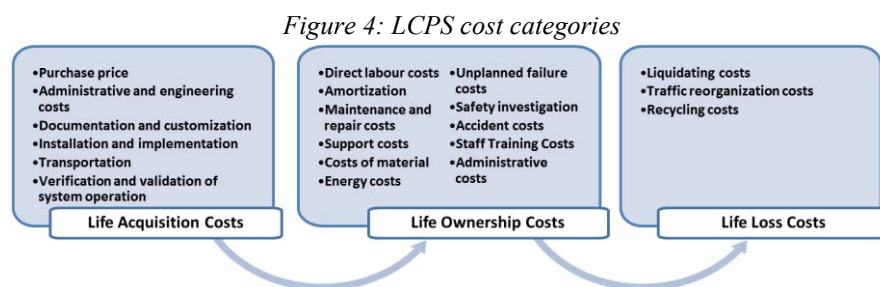 Figure 4: LCPS cost categories
•Purchase price
•Administrative and engineering
costs
•Documentation and customization
•Installation and implementation
•Transportation
•Verification and validation of
system operation
Life Acquisition Costs
•Direct labour costs
•Amortization
•Maintenance and
repair costs
•Support costs
•Costs of material
•Energy costs
•Unplanned failure
costs
•Safety investigation
•Accident costs
•Staff Training Costs
•Administrative
costs
Life Ownership Costs
•Liquidating costs
•Traffic reorganization costs
•Recycling costs
Life Loss Costs